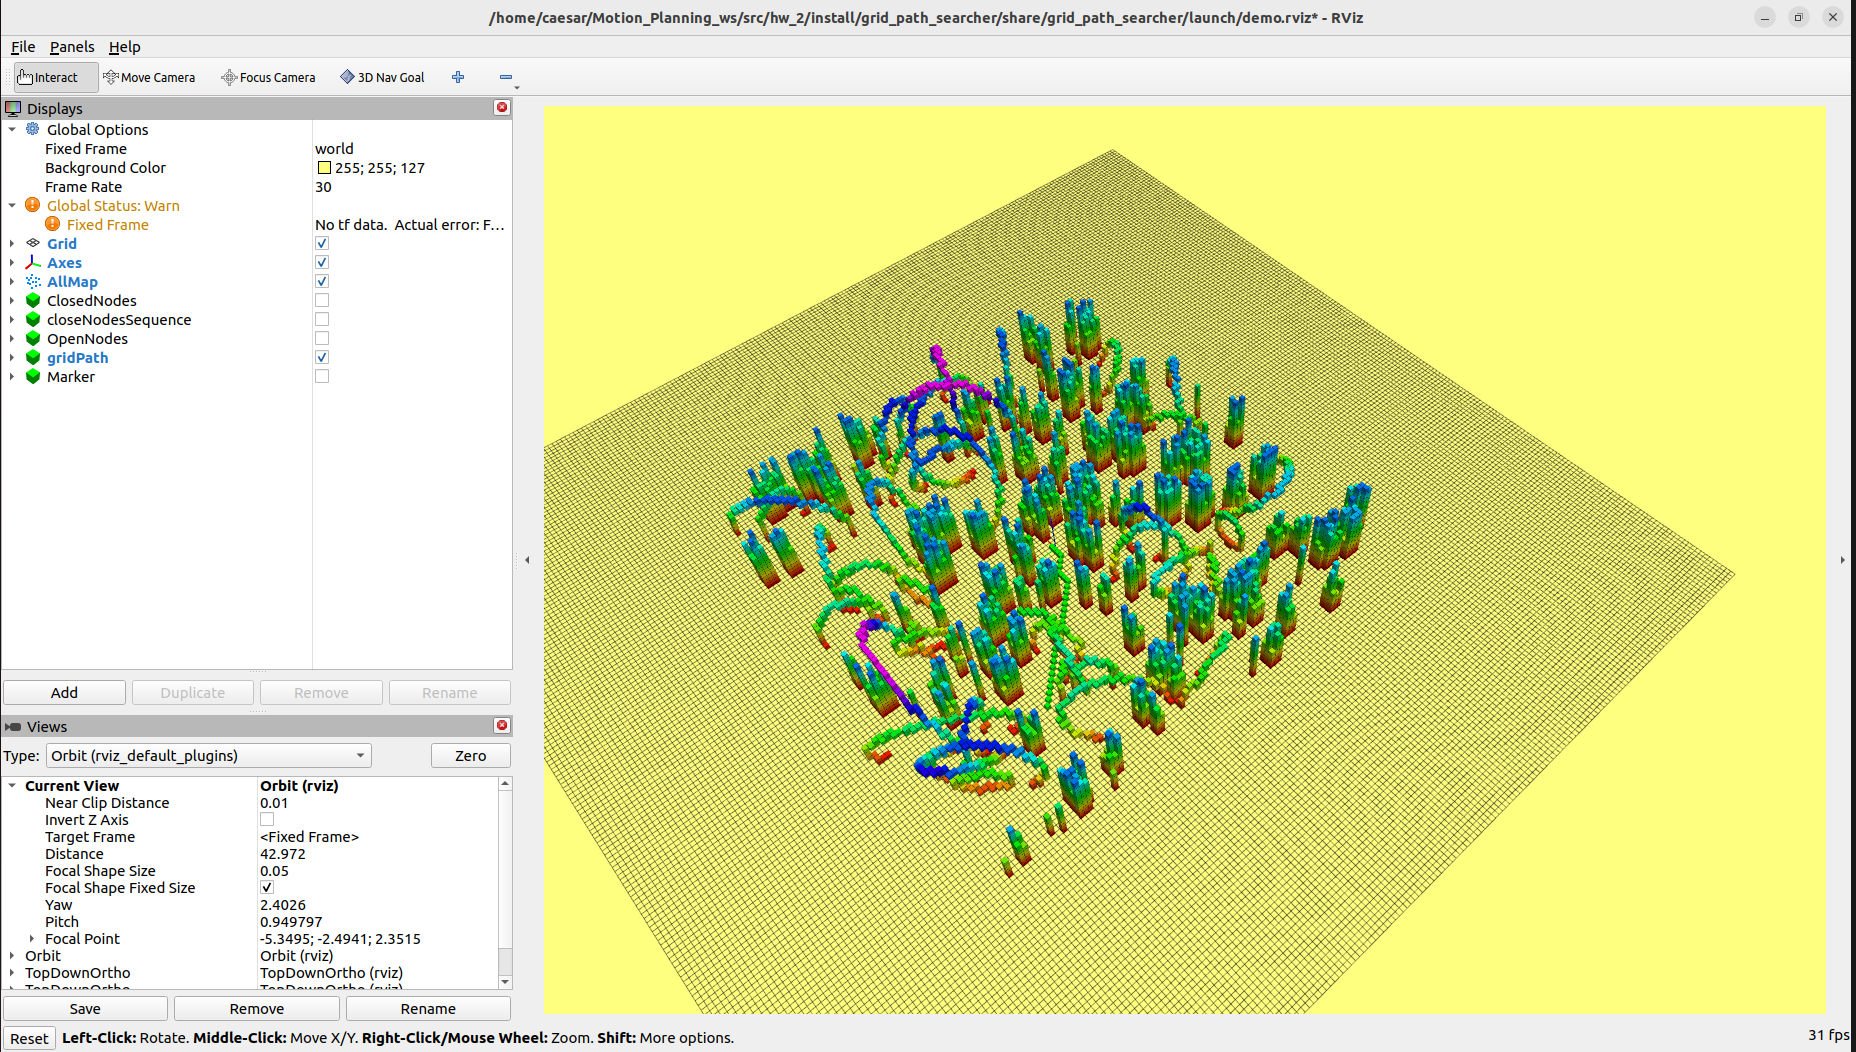 /home/caesar/Motion_Planning_ws/src/hw_2/install/grid_path_searcher/share/grid_path_searcher/launch/demo.rviz* - RViz
File Panels Help
Interact Move Camera Focus Camera 3D Nav Goal
Displays
Global Options
Fixed Frame world
Background Color 255; 255; 127
Frame Rate 30
Global Status: Warn
Fixed Frame No tf data.  Actual error: F…
Grid
Axes
AllMap
ClosedNodes
closeNodesSequence
OpenNodes
gridPath
Marker
Add Duplicate Remove Rename
Views
Type: Orbit (rviz_default_plugins) Zero
Current View Orbit (rviz)
Near Clip Distance 0.01
Invert Z Axis
Target Frame <Fixed Frame>
Distance 42.972
Focal Shape Size 0.05
Focal Shape Fixed Size
Yaw 2.4026
Pitch 0.949797
Focal Point -5.3495; -2.4941; 2.3515
Orbit Orbit (rviz)
TopDownOrtho TopDownOrtho (rviz)
TopDownOrtho TopDownOrtho (rviz)
Save Remove Rename
Reset Left-Click: Rotate. Middle-Click: Move X/Y. Right-Click/Mouse Wheel: Zoom. Shift: More options. 31 fps